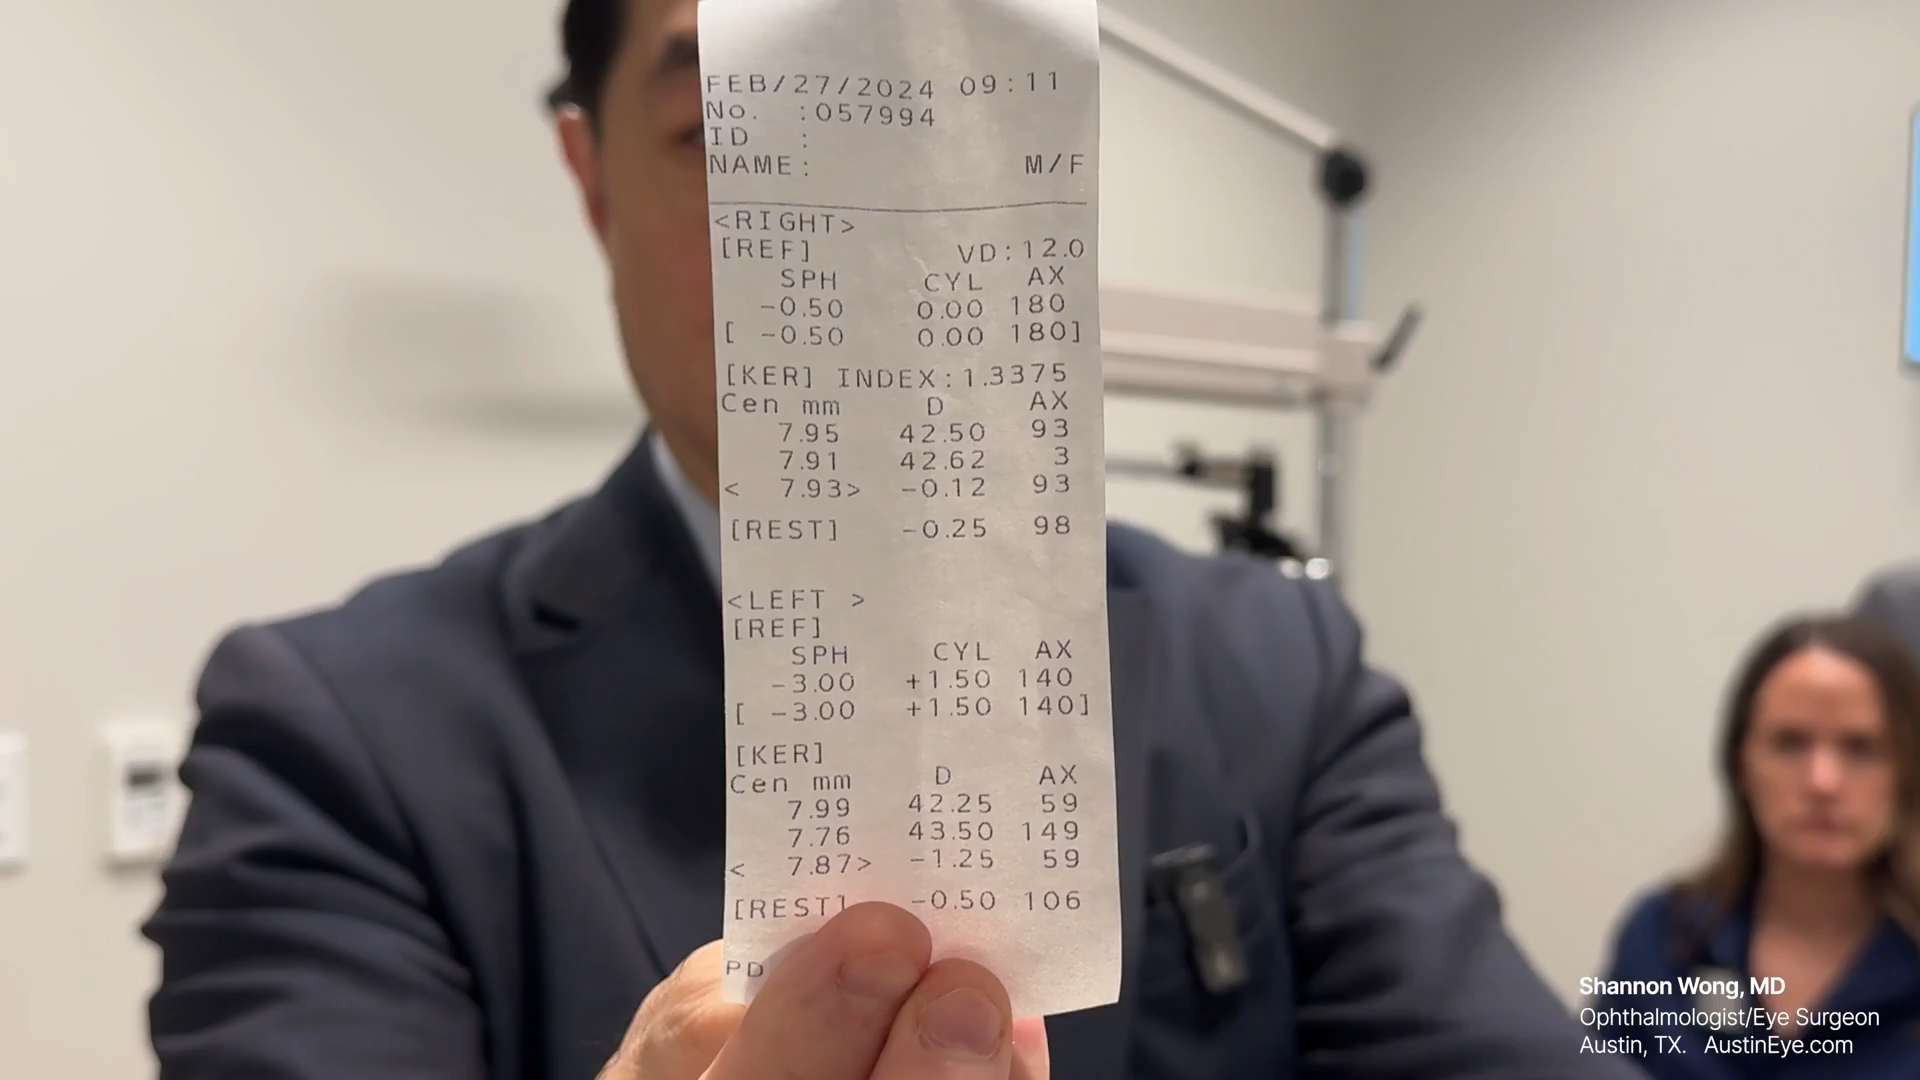 FEB/27/2024 09:11
No. :057994
ID :
NAME: M/F
<RIGHT>
[REF] VD:12.0
SPH CYL AX
-0.50 0.00 180
[ -0.50 0.00 180]
[KER] INDEX:1.3375
Cen mm D AX
7.95 42.50 93
7.91 42.62 3
< 7.93> -0.12 93
[REST] -0.25 98
<LEFT >
[REF]
SPH CYL AX
-3.00 +1.50 140
[ -3.00 +1.50 140]
[KER]
Cen mm D AX
7.99 42.25 59
7.76 43.50 149
< 7.87> -1.25 59
[REST] -0.50 106
PD
Shannon Wong, MD
Ophthalmologist/Eye Surgeon
Austin, TX. AustinEye.com